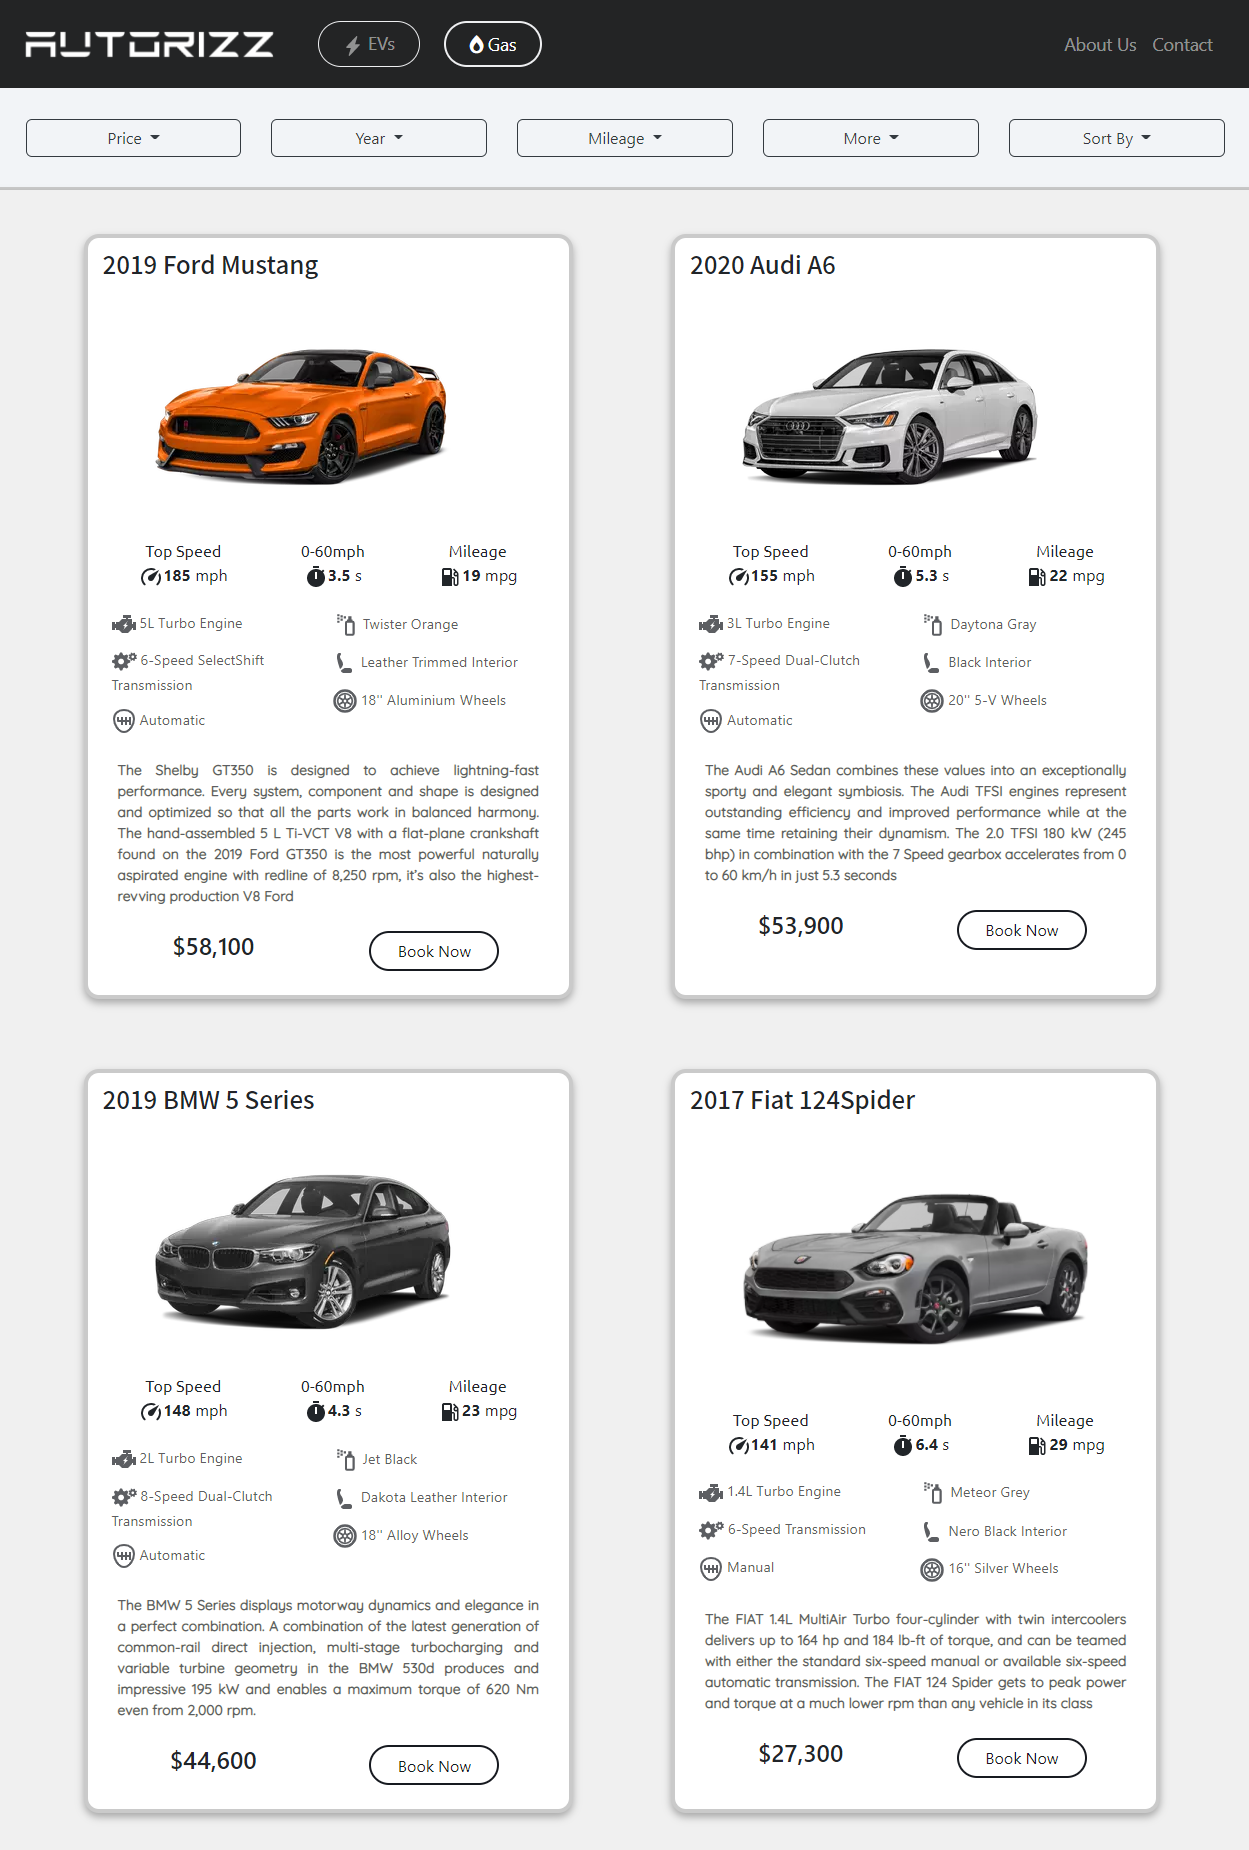 AUTORIZZ
EVs
Gas
About Us
Contact
Price
Year
Mileage
More
Sort By
2019 Ford Mustang
Top Speed
0-60mph
Mileage
185 mph
3.5 s
19 mpg
5L Turbo Engine
Twister Orange
6-Speed SelectShift
Transmission
Leather Trimmed Interior
18'' Aluminium Wheels
Automatic
The Shelby GT350 is designed to achieve lightning-fast
performance. Every system, component and shape is designed
and optimized so that all the parts work in balanced harmony.
The hand-assembled 5 L Ti-VCT V8 with a flat-plane crankshaft
found on the 2019 Ford GT350 is the most powerful naturally
aspirated engine with redline of 8,250 rpm, it’s also the highest-
revving production V8 Ford
$58,100
Book Now
2020 Audi A6
Top Speed
0-60mph
Mileage
155 mph
5.3 s
22 mpg
3L Turbo Engine
Daytona Gray
7-Speed Dual-Clutch
Transmission
Black Interior
20'' 5-V Wheels
Automatic
The Audi A6 Sedan combines these values into an exceptionally
sporty and elegant symbiosis. The Audi TFSI engines represent
outstanding efficiency and improved performance while at the
same time retaining their dynamism. The 2.0 TFSI 180 kW (245
bhp) in combination with the 7 Speed gearbox accelerates from 0
to 60 km/h in just 5.3 seconds
$53,900
Book Now
2019 BMW 5 Series
Top Speed
0-60mph
Mileage
148 mph
4.3 s
23 mpg
2L Turbo Engine
Jet Black
8-Speed Dual-Clutch
Transmission
Dakota Leather Interior
18'' Alloy Wheels
Automatic
The BMW 5 Series displays motorway dynamics and elegance in
a perfect combination. A combination of the latest generation of
common-rail direct injection, multi-stage turbocharging and
variable turbine geometry in the BMW 530d produces and
impressive 195 kW and enables a maximum torque of 620 Nm
even from 2,000 rpm.
$44,600
Book Now
2017 Fiat 124Spider
Top Speed
0-60mph
Mileage
141 mph
6.4 s
29 mpg
1.4L Turbo Engine
Meteor Grey
6-Speed Transmission
Nero Black Interior
Manual
16'' Silver Wheels
The FIAT 1.4L MultiAir Turbo four-cylinder with twin intercoolers
delivers up to 164 hp and 184 lb-ft of torque, and can be teamed
with either the standard six-speed manual or available six-speed
automatic transmission. The FIAT 124 Spider gets to peak power
and torque at a much lower rpm than any vehicle in its class
$27,300
Book Now